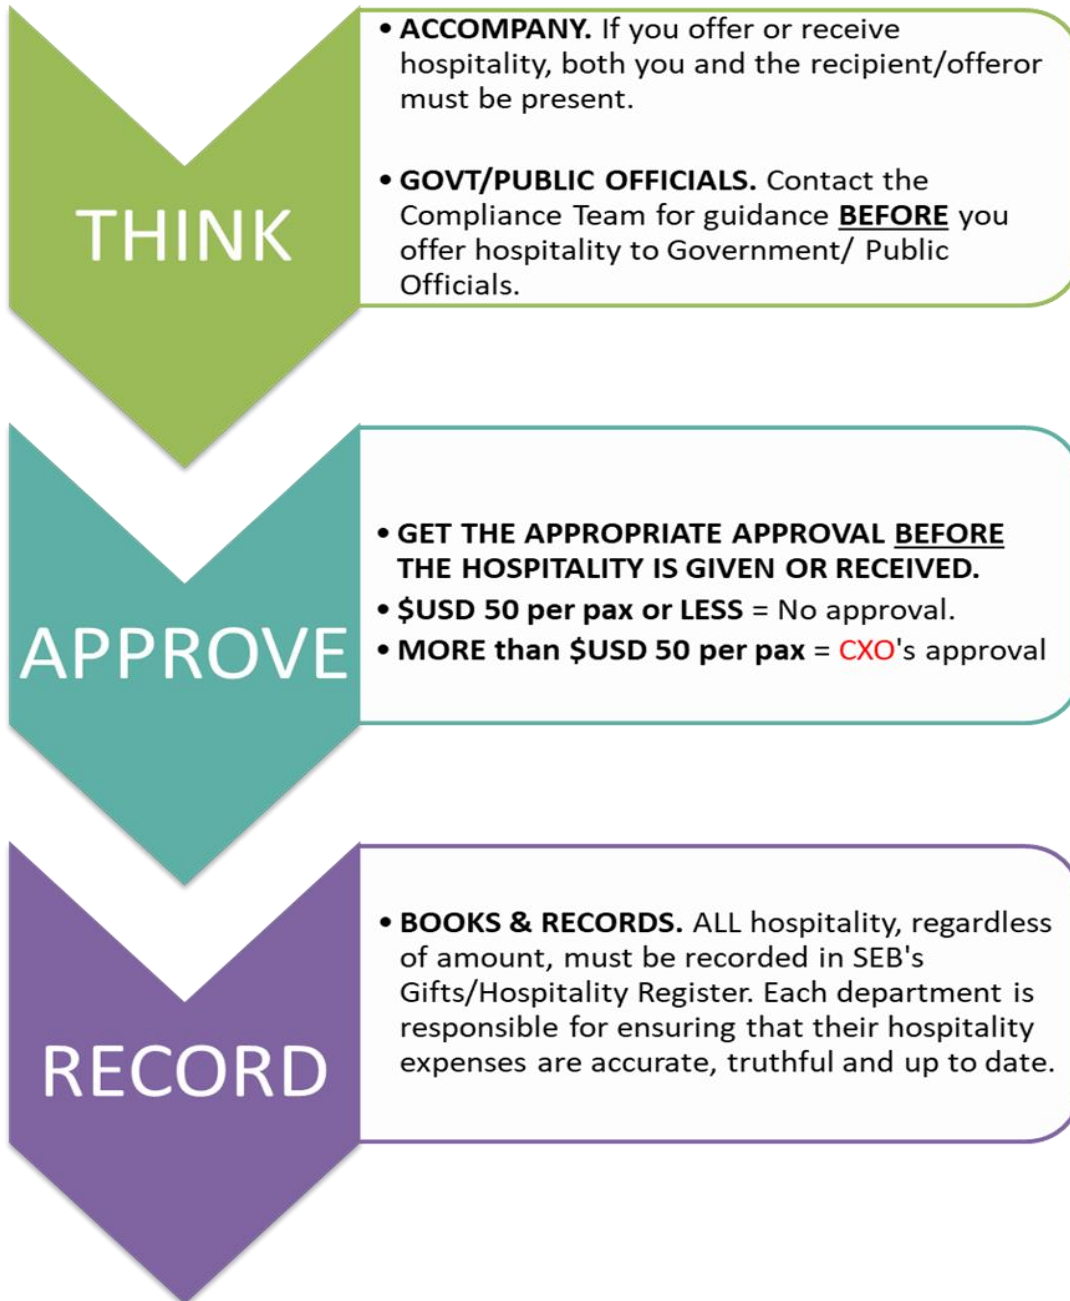 THINK
• ACCOMPANY. If you offer or receive
hospitality, both you and the recipient/offeror
must be present.
• GOVT/PUBLIC OFFICIALS. Contact the
Compliance Team for guidance BEFORE you
offer hospitality to Government/ Public
Officials.
APPROVE
• GET THE APPROPRIATE APPROVAL BEFORE
THE HOSPITALITY IS GIVEN OR RECEIVED.
• $USD 50 per pax or LESS = No approval.
• MORE than $USD 50 per pax = CXO's approval
RECORD
• BOOKS & RECORDS. ALL hospitality, regardless
of amount, must be recorded in SEB's
Gifts/Hospitality Register. Each department is
responsible for ensuring that their hospitality
expenses are accurate, truthful and up to date.